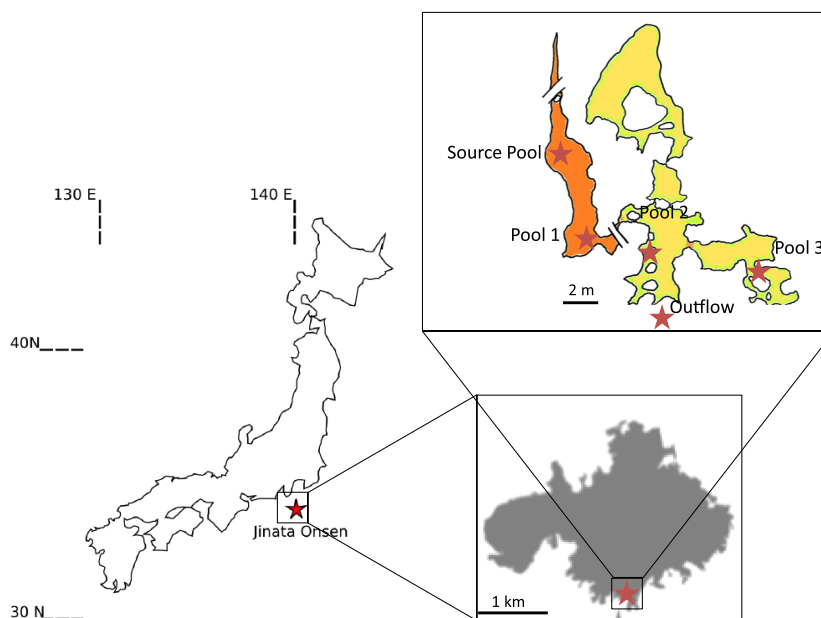 130 E
140 E
40N
30 N
Jinata Onsen
Source Pool
Pool 1
Pool 2
Pool 3
2 m
Outflow
1 km